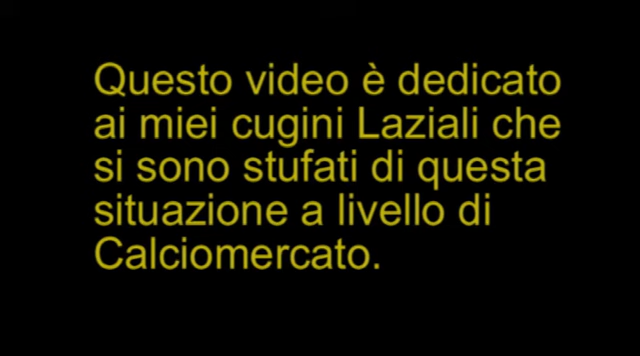 Questo video è dedicato
ai miei cugini Laziali che
si sono stufati di questa
situazione a livello di
Calciomercato.